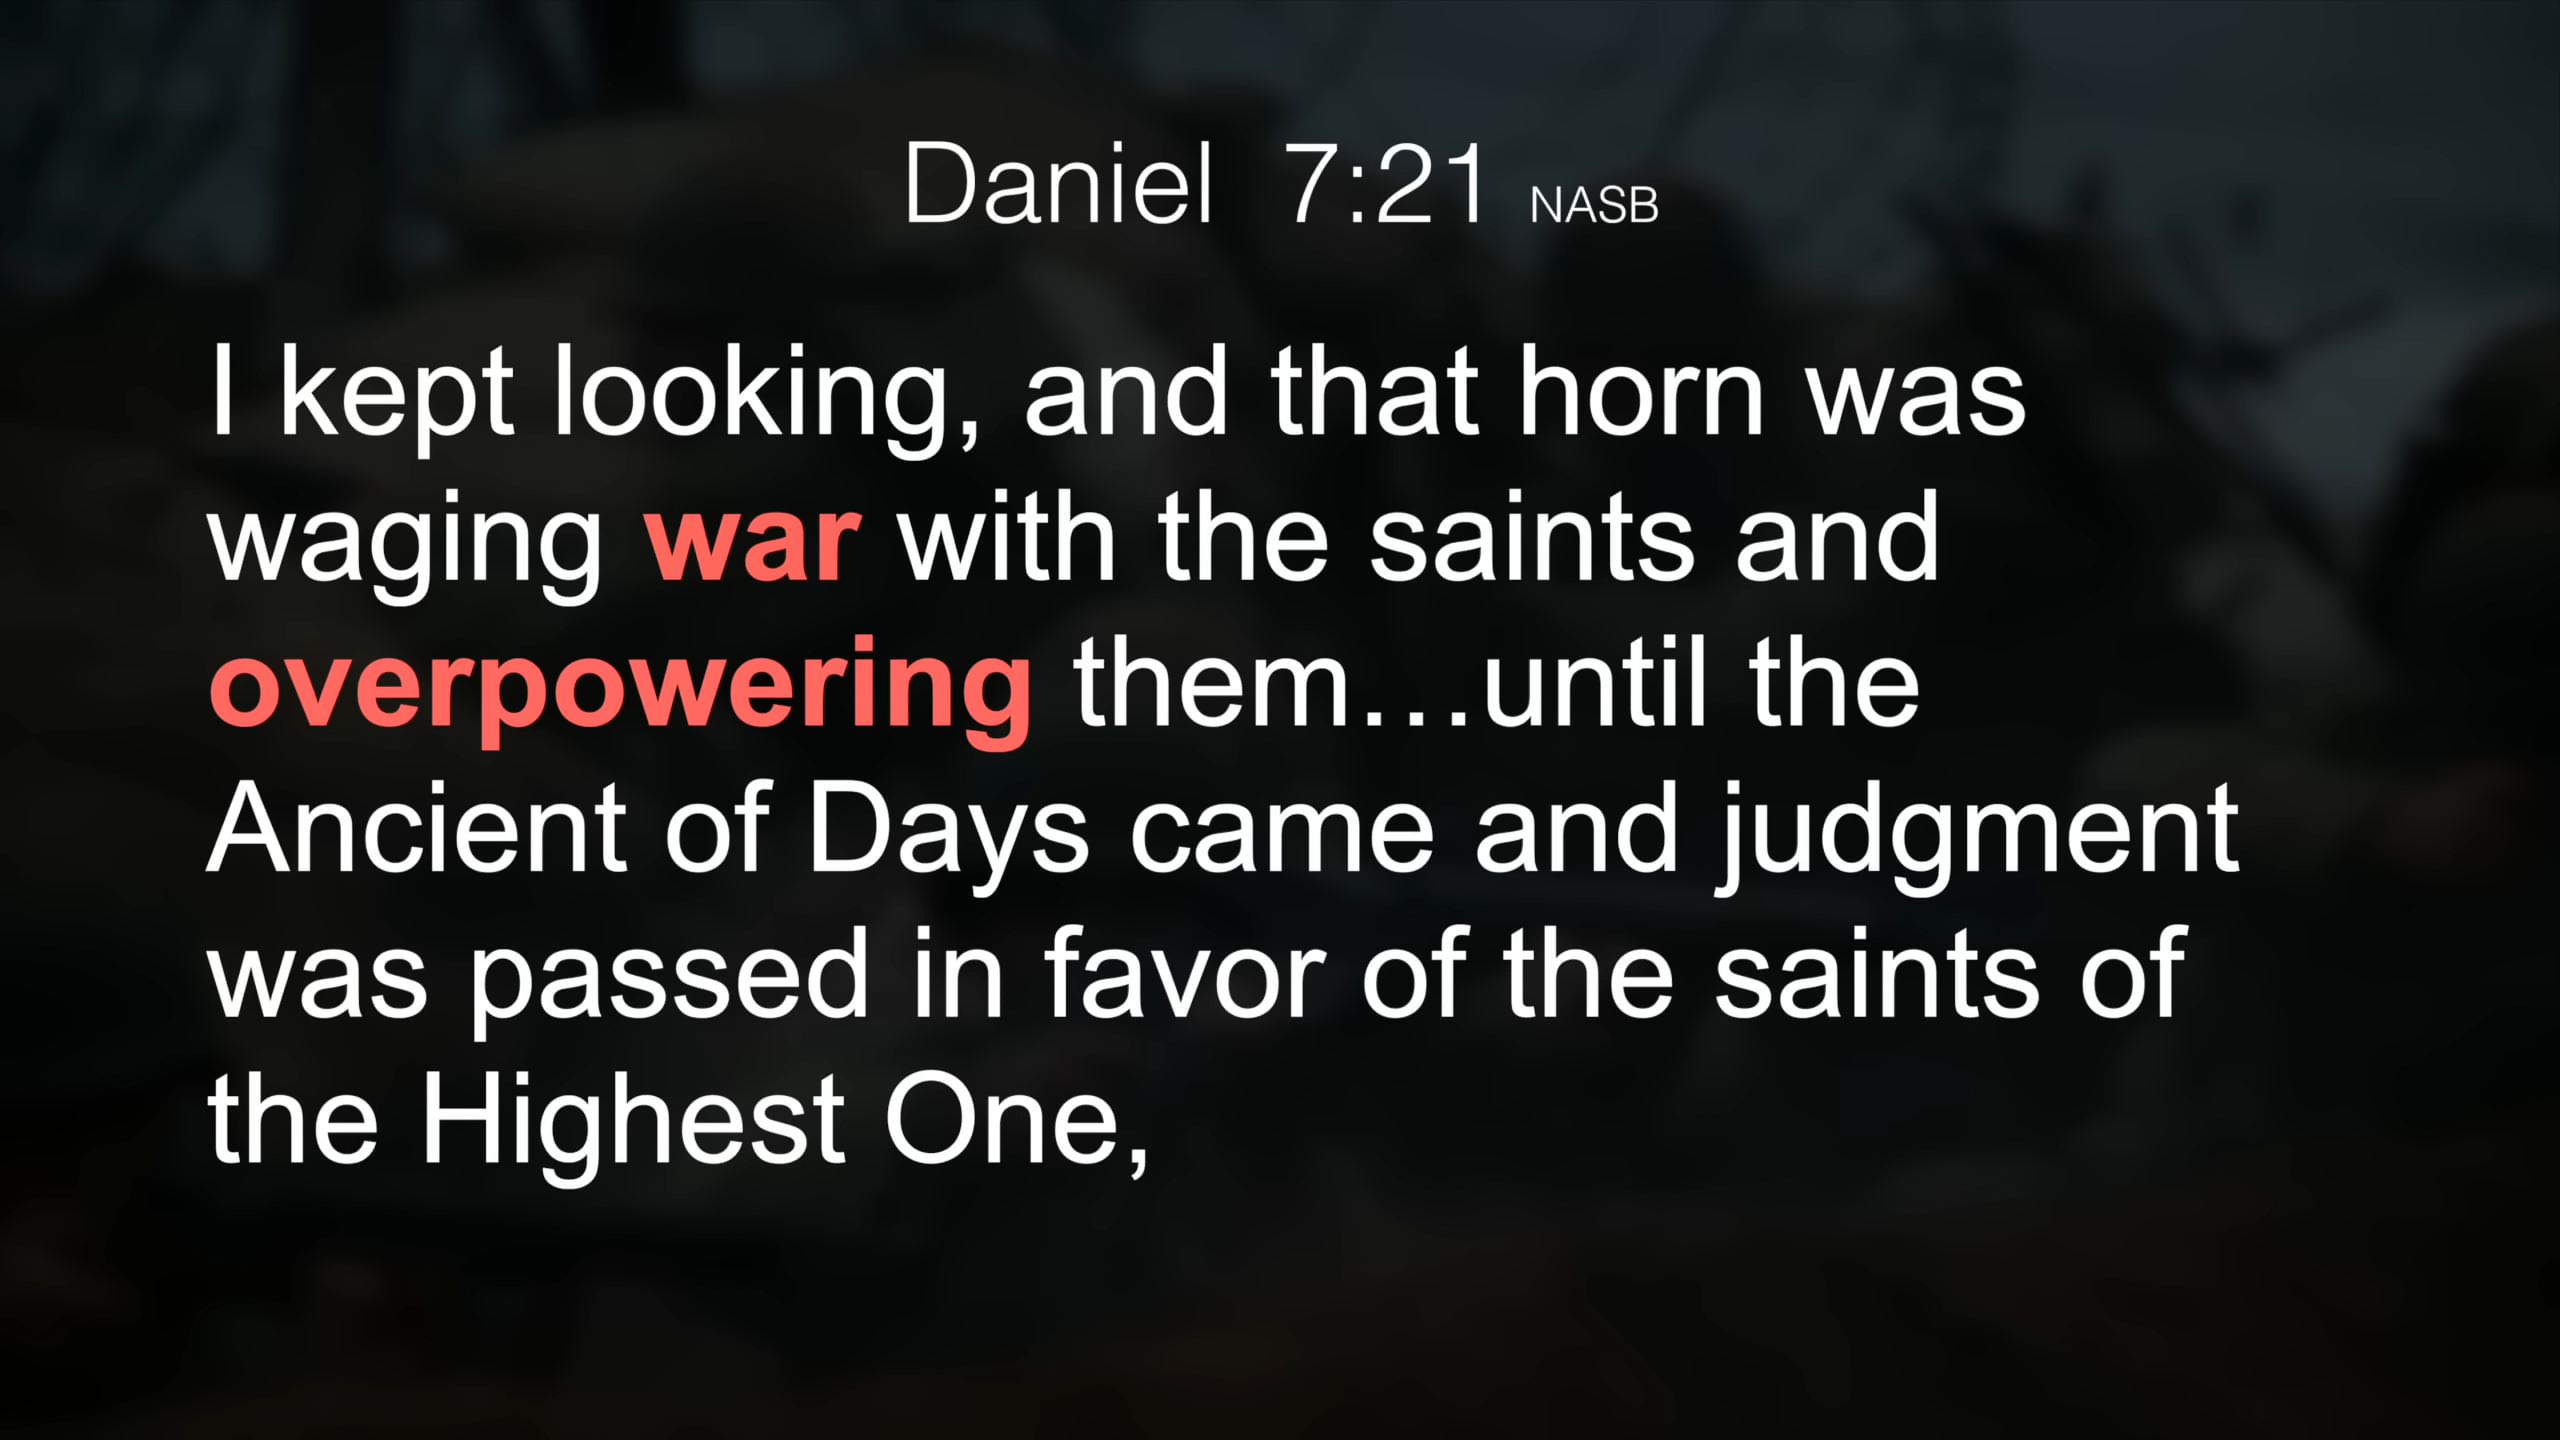 Daniel 7:21 NASB
I kept looking, and that horn was
waging war with the saints and
overpowering them…until the
Ancient of Days came and judgment
was passed in favor of the saints of
the Highest One,